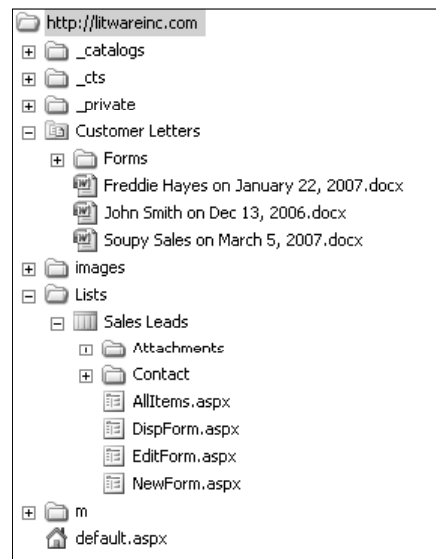 http://litwareinc.com
_catalogs
_cts
_private
Customer Letters
Forms
Freddie Hayes on January 22, 2007.docx
John Smith on Dec 13, 2006.docx
Soupy Sales on March 5, 2007.docx
images
Lists
Sales Leads
Attachments
Contact
AllItems.aspx
DispForm.aspx
EditForm.aspx
NewForm.aspx
m
default.aspx